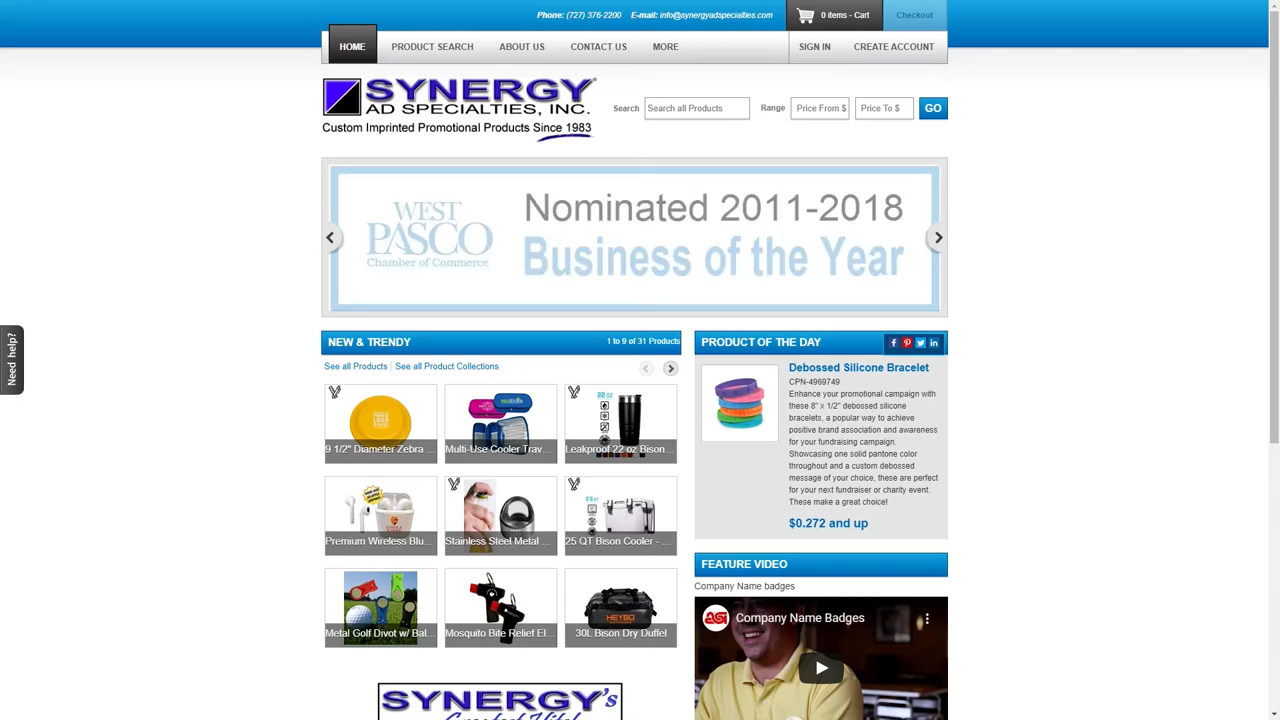 Phone: (727) 376-2200 E-mail: info@synergyadspecialties.com
0 items - Cart
Checkout
HOME PRODUCT SEARCH ABOUT US CONTACT US MORE SIGN IN CREATE ACCOUNT
SYNERGY
AD SPECIALTIES, INC.
Custom Imprinted Promotional Products Since 1983
Search Search all Products Range Price From $ Price To $ GO
WEST
PASCO
Chamber of Commerce
Nominated 2011-2018
Business of the Year
Need help?
NEW & TRENDY 1 to 9 of 31 Products
See all Products | See all Product Collections
9 1/2" Diameter Zebra ...
Multi-Use Cooler Trav...
Leakproof 22 oz Bison...
Premium Wireless Blu...
Stainless Steel Metal ...
25 QT Bison Cooler - ...
Metal Golf Divot w/ Bal...
Mosquito Bite Relief El...
HEYBO
30L Bison Dry Duffel
SYNERGY's
PRODUCT OF THE DAY
Debossed Silicone Bracelet
CPN-4969749
Enhance your promotional campaign with
these 8" x 1/2" debossed silicone
bracelets, a popular way to achieve
positive brand association and awareness
for your fundraising campaign.
Showcasing one solid pantone color
throughout and a custom debossed
message of your choice, these are perfect
for your next fundraiser or charity event.
These make a great choice!
$0.272 and up
FEATURE VIDEO
Company Name badges
ASI Company Name Badges